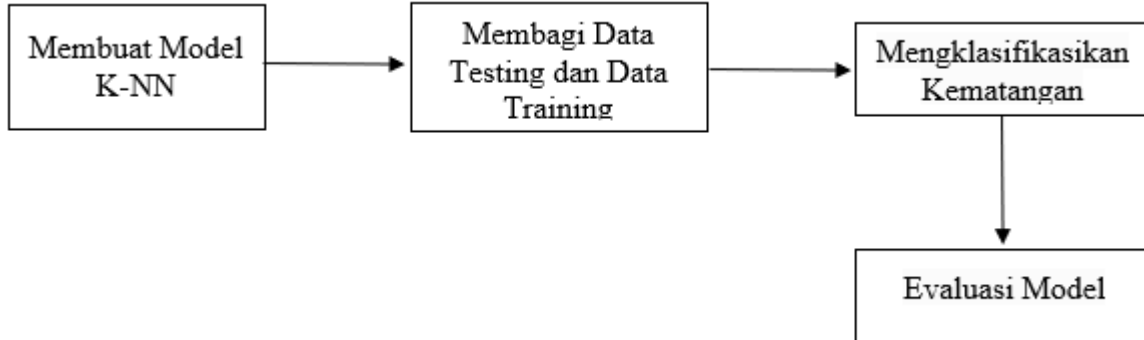 Membuat Model
K-NN
Membagi Data
Testing dan Data
Training
Mengklasifikasikan
Kematangan
Evaluasi Model